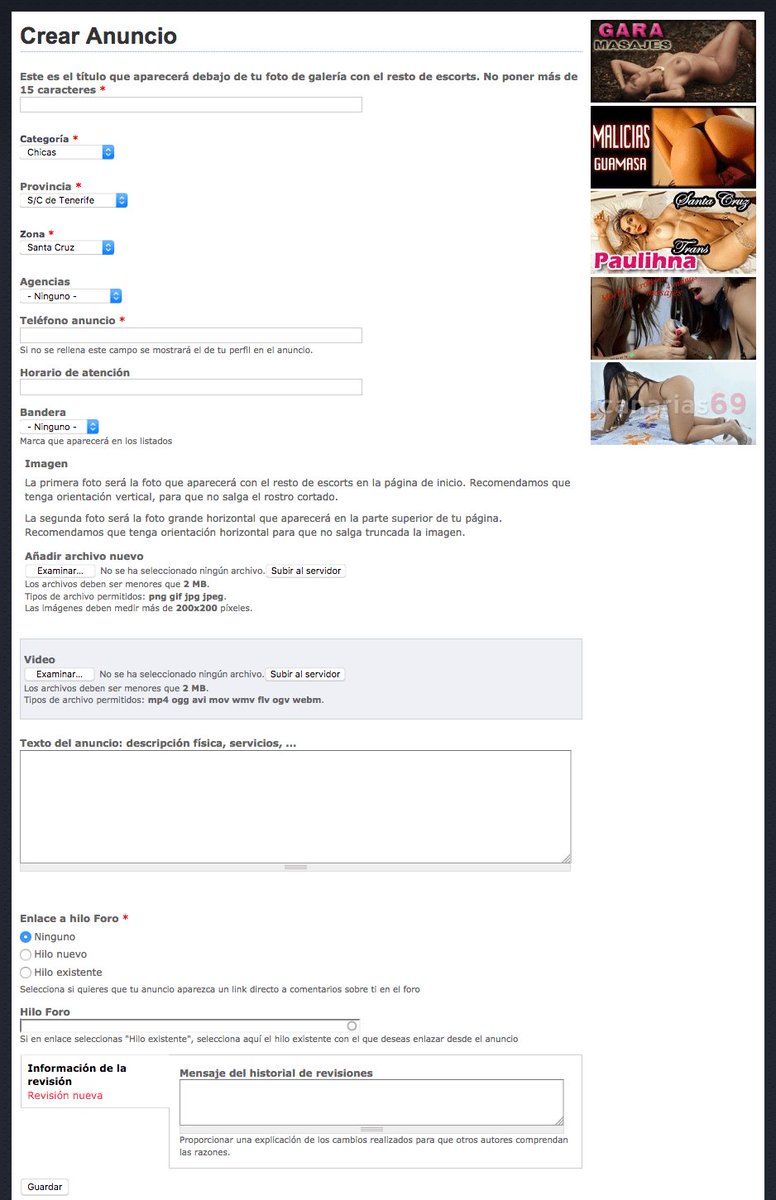 Crear Anuncio
Este es el título que aparecerá debajo de tu foto de galería con el resto de escorts. No poner más de
15 caracteres *
Categoría *
Chicas
Provincia *
S/C de Tenerife
Zona *
Santa Cruz
Agencias
- Ninguno -
Teléfono anuncio *
Si no se rellena este campo se mostrará el de tu perfil en el anuncio.
Horario de atención
Bandera
- Ninguno -
Marca que aparecerá en los listados
Imagen
La primera foto será la foto que aparecerá con el resto de escorts en la página de inicio. Recomendamos que
tenga orientación vertical, para que no salga el rostro cortado.
La segunda foto será la foto grande horizontal que aparecerá en la parte superior de tu página.
Recomendamos que tenga orientación horizontal para que no salga truncada la imagen.
Añadir archivo nuevo
Examinar... No se ha seleccionado ningún archivo. Subir al servidor
Los archivos deben ser menores que 2 MB.
Tipos de archivo permitidos: png gif jpg jpeg.
Las imágenes deben medir más de 200x200 píxeles.
Video
Examinar... No se ha seleccionado ningún archivo. Subir al servidor
Los archivos deben ser menores que 2 MB.
Tipos de archivo permitidos: mp4 ogg avi mov wmv flv ogv webm.
Texto del anuncio: descripción física, servicios, ...
Enlace a hilo Foro *
Ninguno
Hilo nuevo
Hilo existente
Selecciona si quieres que tu anuncio aparezca un link directo a comentarios sobre ti en el foro
Hilo Foro
Si en enlace seleccionas "Hilo existente", selecciona aquí el hilo existente con el que deseas enlazar desde el anuncio
Información de la
revisión
Revisión nueva
Mensaje del historial de revisiones
Proporcionar una explicación de los cambios realizados para que otros autores comprendan
las razones.
Guardar
GARA
MASAJES
MALICIAS
GUAMASA
Santa Cruz
Trans
Paulihna
canarias69